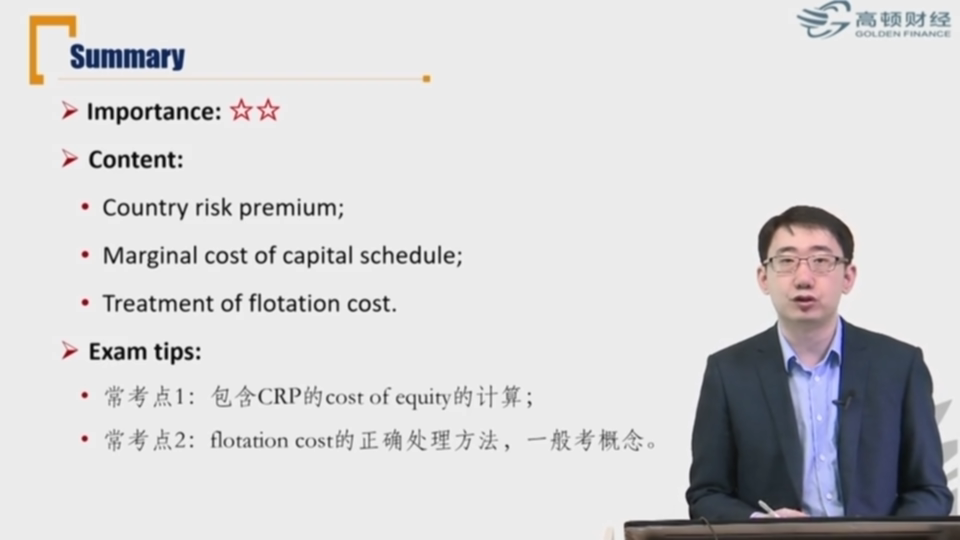 高顿财经
GOLDEN FINANCE
Summary
Importance: ☆☆
Content:
Country risk premium;
Marginal cost of capital schedule;
Treatment of flotation cost.
Exam tips:
常考点1：包含CRP的cost of equity的计算；
常考点2：flotation cost的正确处理方法，一般考概念。